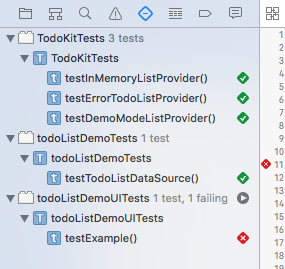 TodoKitTests 3 tests
T TodoKitTests
t testInMemoryListProvider()
t testErrorTodoListProvider()
t testDemoModeListProvider()
todoListDemoTests 1 test
T todoListDemoTests
t testTodoListDataSource()
todoListDemoUITests 1 test, 1 failing
T todoListDemoUITests
t testExample()
1
2
3
4
5
6
7
8
9
10
11
12
13
14
15
16
17